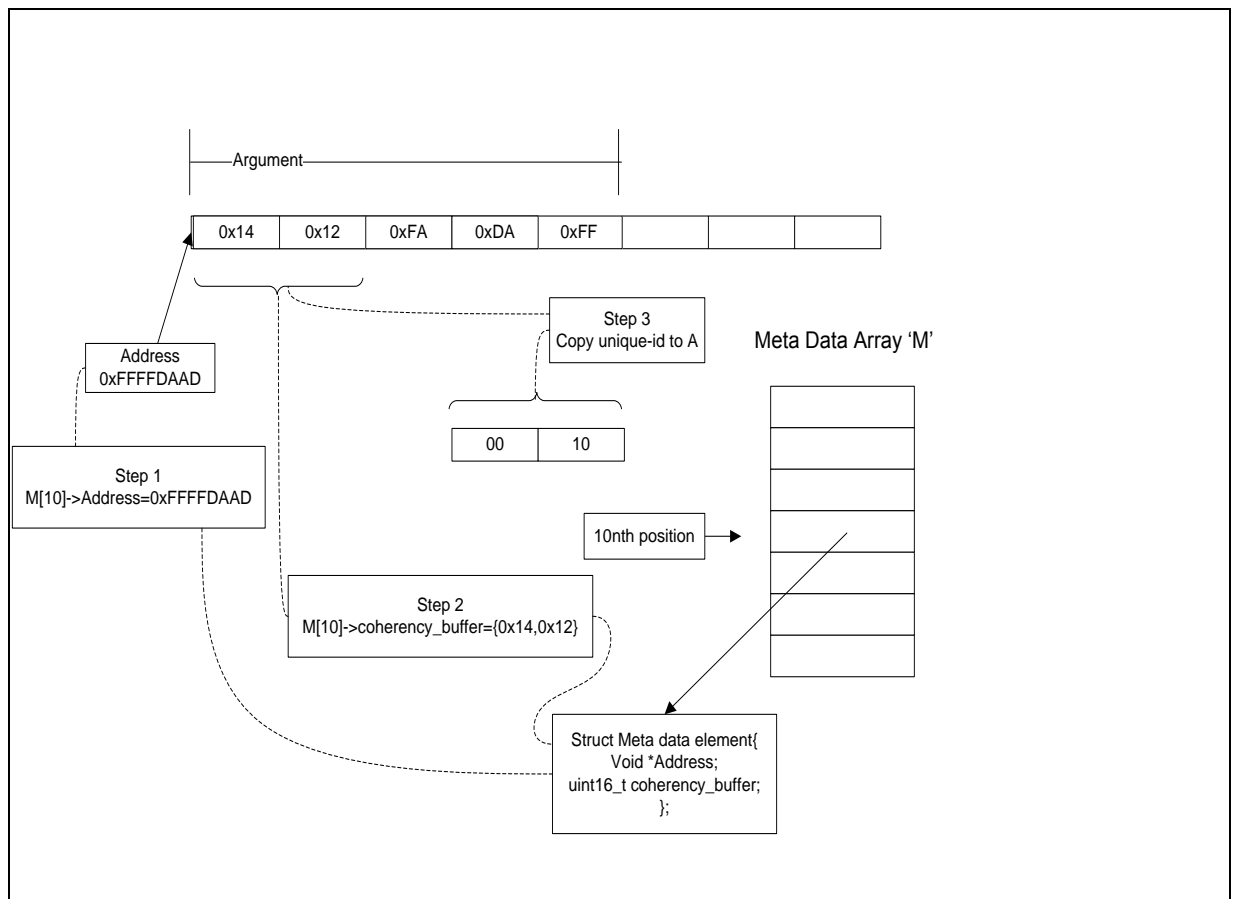 Argument
0x14 0x12 0xFA 0xDA 0xFF
Step 3
Copy unique-id to A
Meta Data Array ‘M’
Address
0xFFFFDAAD
00 10
Step 1
M[10]->Address=0xFFFFDAAD
10nth position
Step 2
M[10]->coherency_buffer={0x14,0x12}
Struct Meta data element{
Void *Address;
uint16_t coherency_buffer;
};